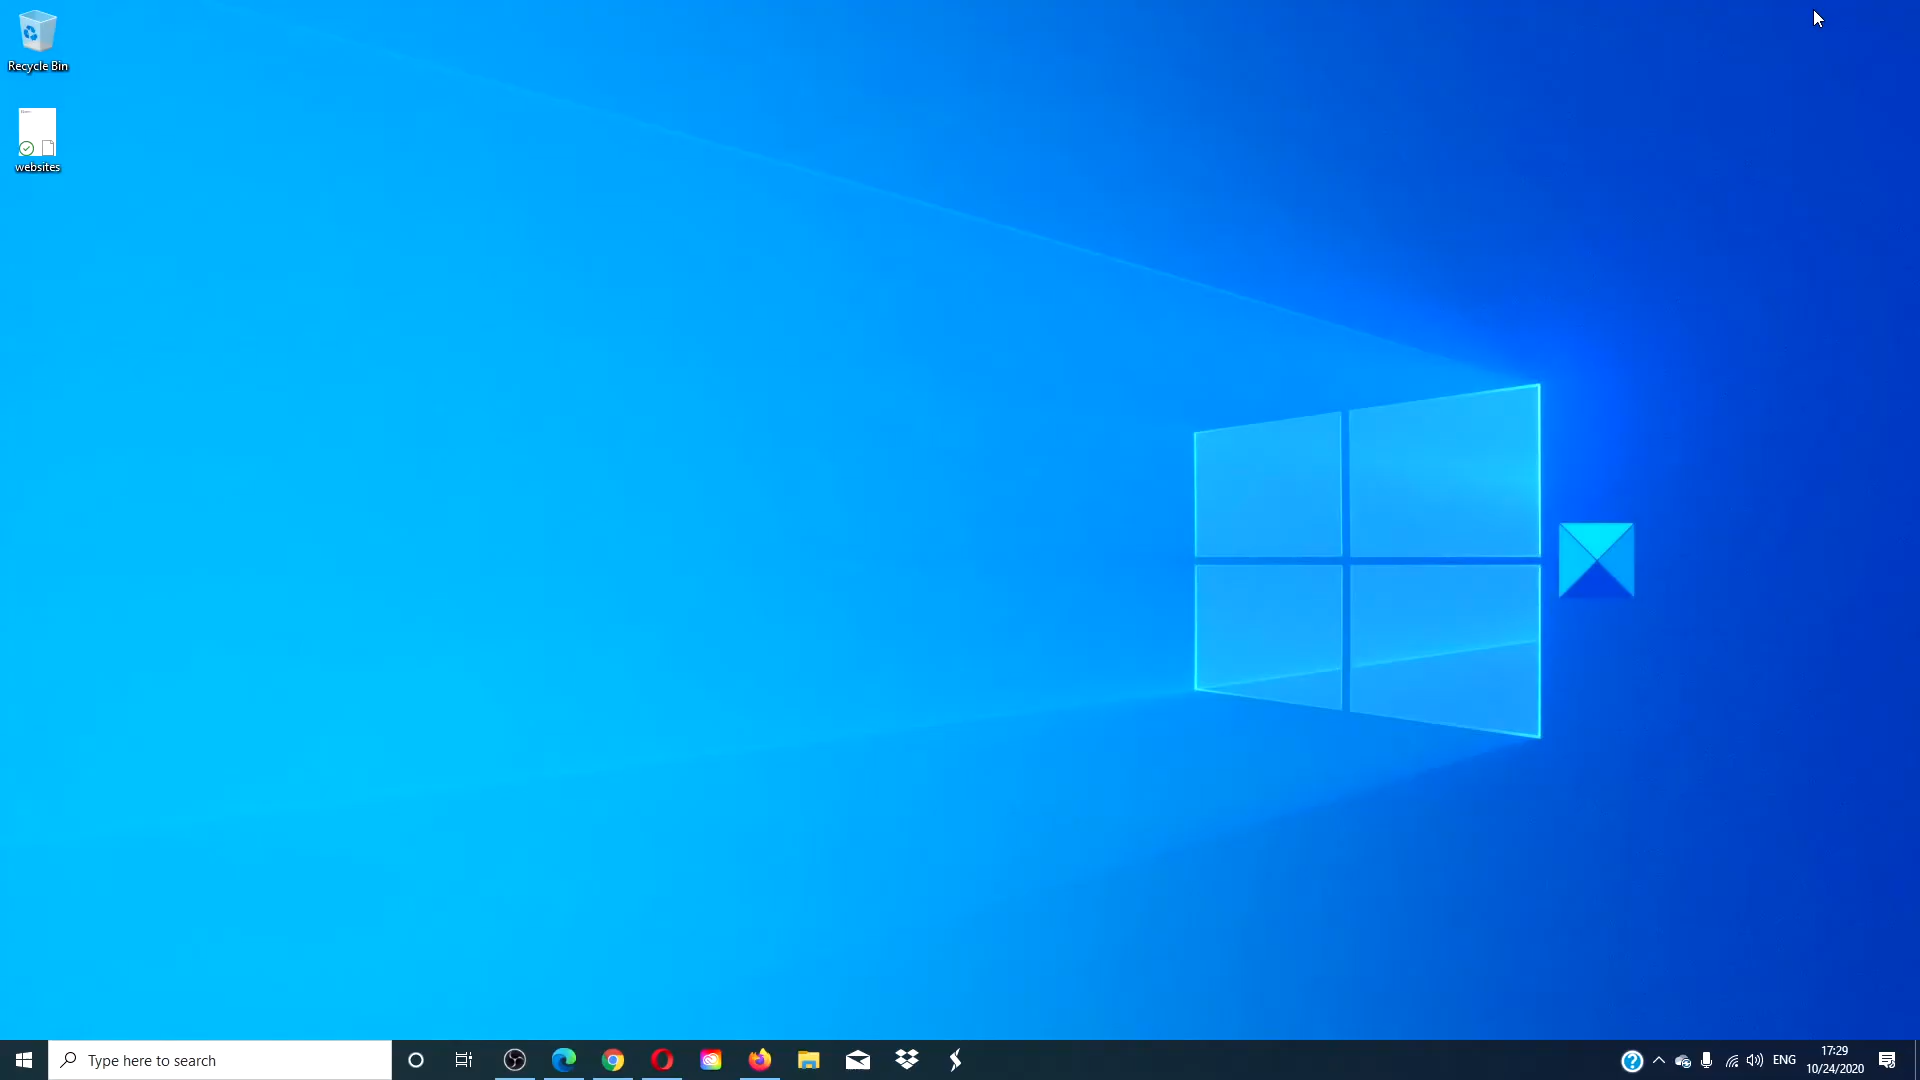 Recycle Bin
websites
Type here to search
ENG
17:29
10/24/2020